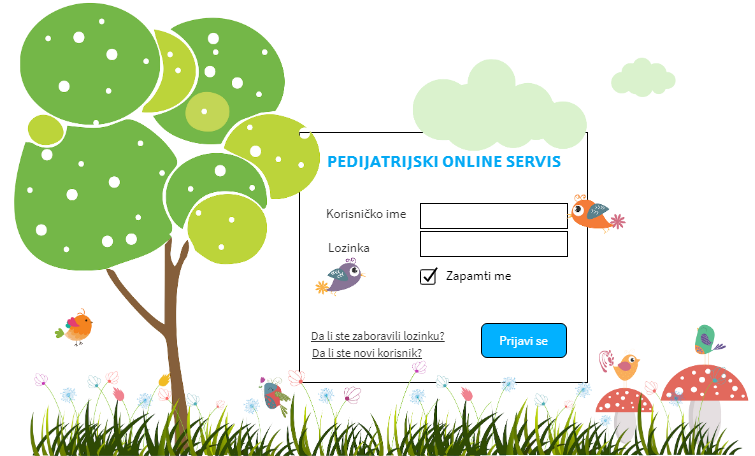 PEDIJATRIJSKI ONLINE SERVIS
Korisničko ime
Lozinka
Zapamti me
Da li ste zaboravili lozinku?
Da li ste novi korisnik?
Prijavi se